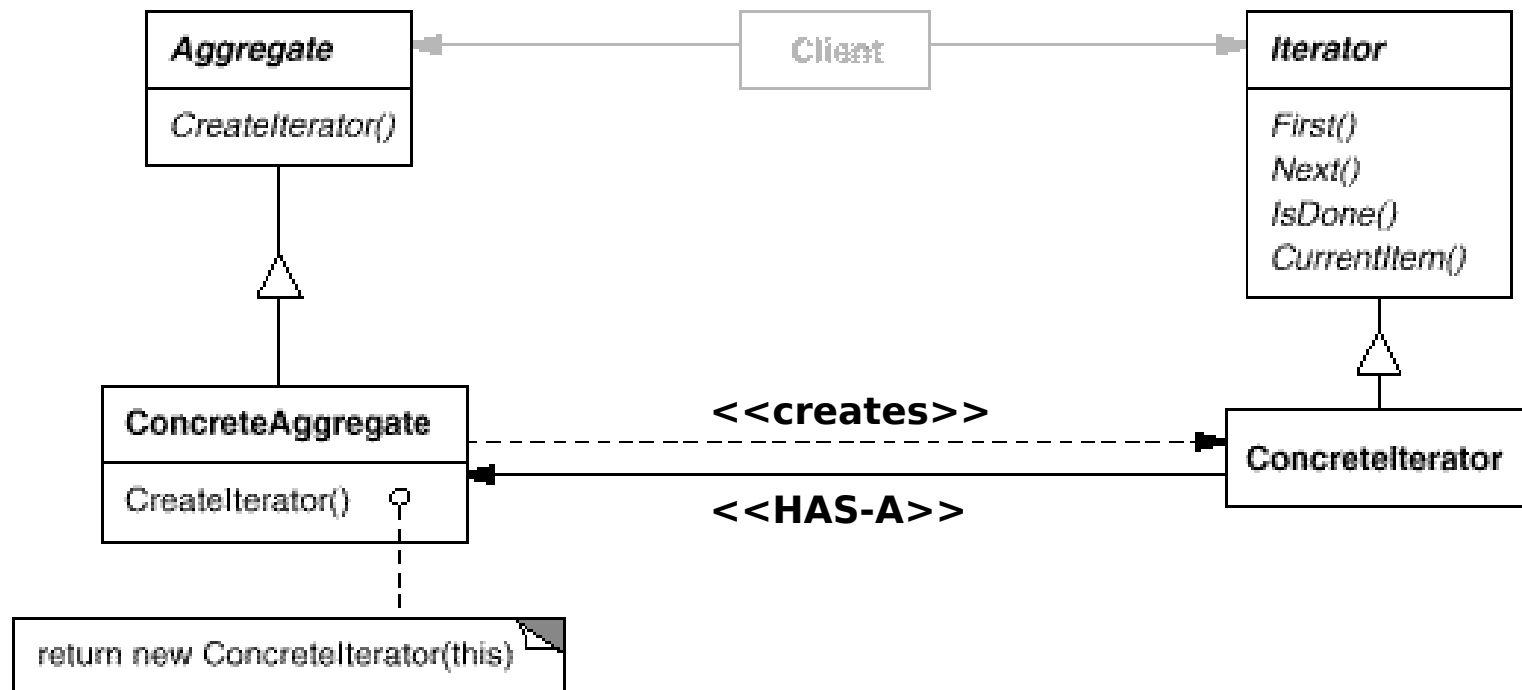 Aggregate
CreateIterator()
Client
Iterator
First()
Next()
IsDone()
CurrentItem()
ConcreteAggregate
CreateIterator()
<<creates>>
<<HAS-A>>
ConcreteIterator
return new ConcreteIterator(this)